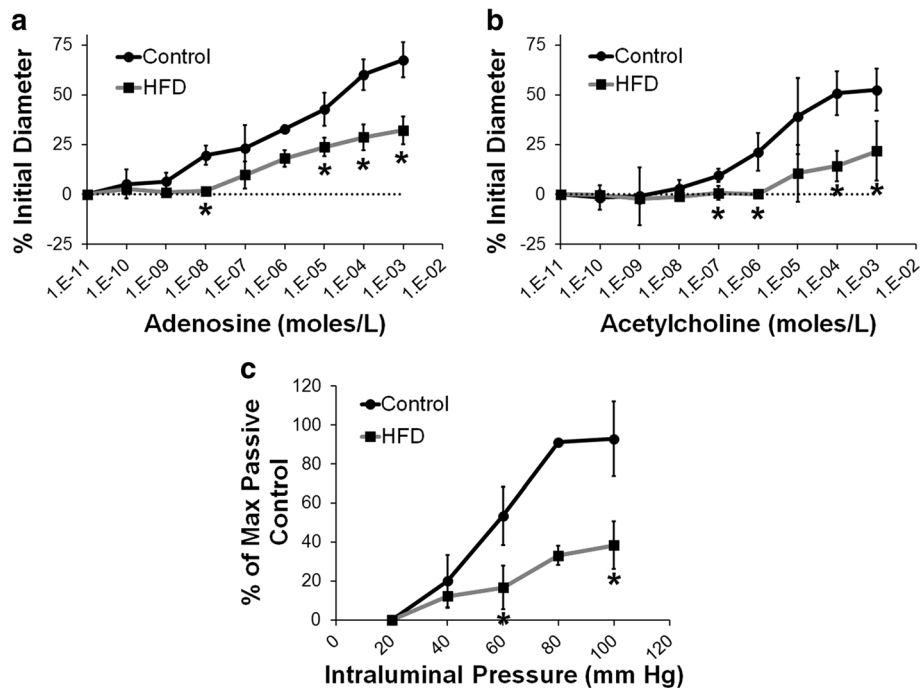 a
75
50
25
0
-25
% Initial Diameter
Control
HFD
*
*
*
*
1.E-11
1.E-10
1.E-09
1.E-08
1.E-07
1.E-06
1.E-05
1.E-04
1.E-03
1.E-02
Adenosine (moles/L)
b
75
50
25
0
-25
% Initial Diameter
Control
HFD
*
*
*
*
1.E-11
1.E-10
1.E-09
1.E-08
1.E-07
1.E-06
1.E-05
1.E-04
1.E-03
1.E-02
Acetylcholine (moles/L)
c
120
100
80
60
40
20
0
% of Max Passive
Control
Control
HFD
*
*
0
20
40
60
80
100
120
Intraluminal Pressure (mm Hg)